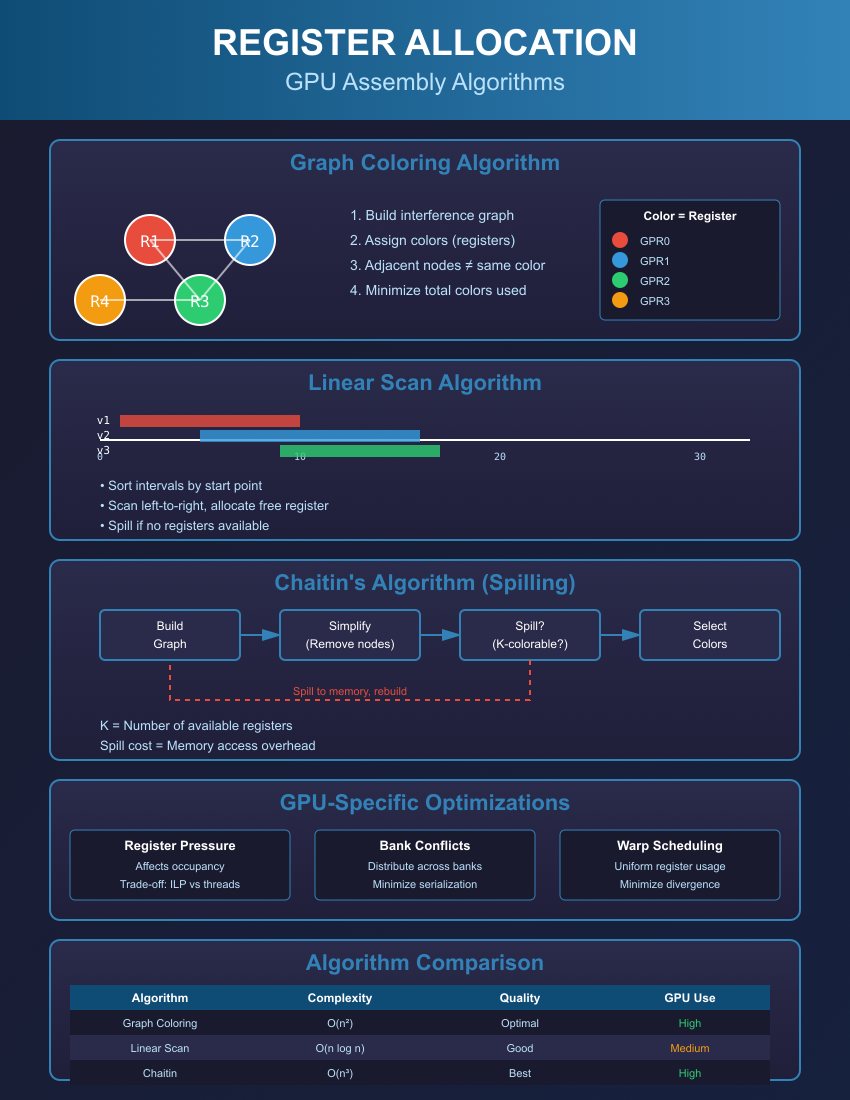 REGISTER ALLOCATION
GPU Assembly Algorithms
Graph Coloring Algorithm
R1
R2
R4
R3
1. Build interference graph
2. Assign colors (registers)
3. Adjacent nodes ≠ same color
4. Minimize total colors used
Color = Register
GPR0
GPR1
GPR2
GPR3
Linear Scan Algorithm
v1
v2
v3
0 10 20 30
• Sort intervals by start point
• Scan left-to-right, allocate free register
• Spill if no registers available
Chaitin's Algorithm (Spilling)
Build
Graph
Simplify
(Remove nodes)
Spill?
(K-colorable?)
Select
Colors
Spill to memory, rebuild
K = Number of available registers
Spill cost = Memory access overhead
GPU-Specific Optimizations
Register Pressure
Affects occupancy
Trade-off: ILP vs threads
Bank Conflicts
Distribute across banks
Minimize serialization
Warp Scheduling
Uniform register usage
Minimize divergence
Algorithm Comparison
Algorithm Complexity Quality GPU Use
Graph Coloring O(n²) Optimal High
Linear Scan O(n log n) Good Medium
Chaitin O(n³) Best High